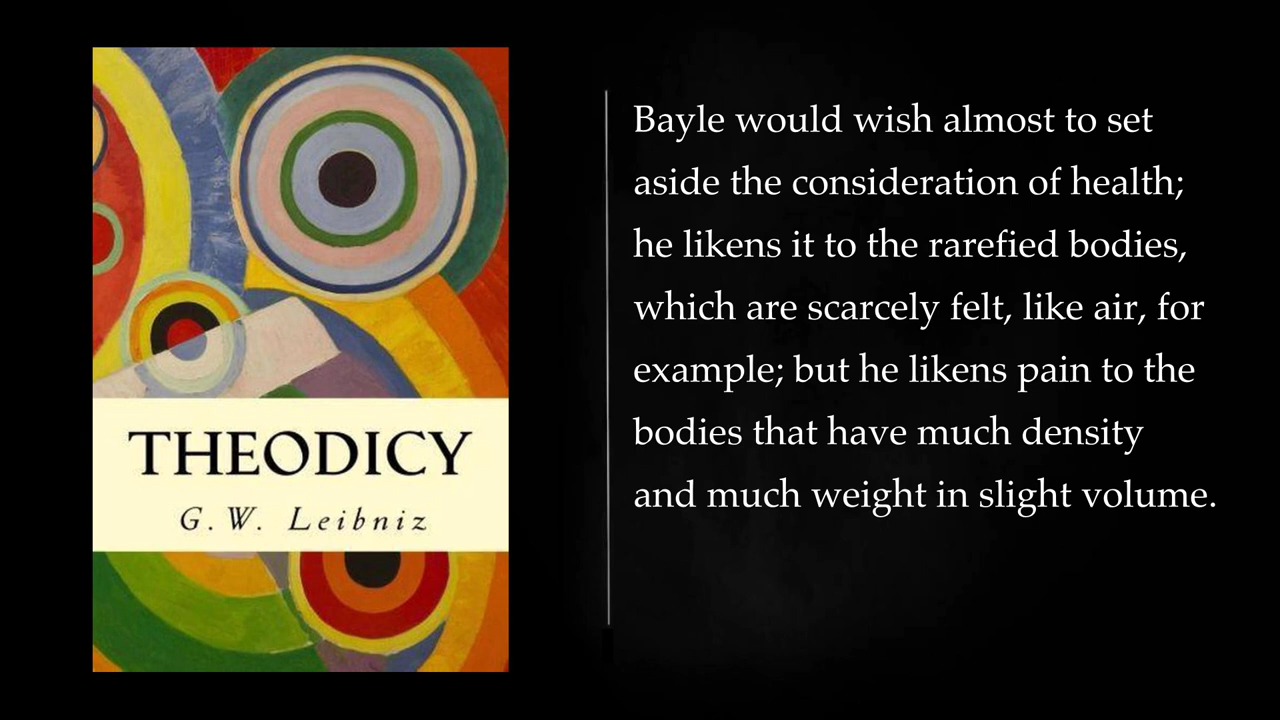 THEODICY
G. W. Leibniz
Bayle would wish almost to set
aside the consideration of health;
he likens it to the rarefied bodies,
which are scarcely felt, like air, for
example; but he likens pain to the
bodies that have much density
and much weight in slight volume.